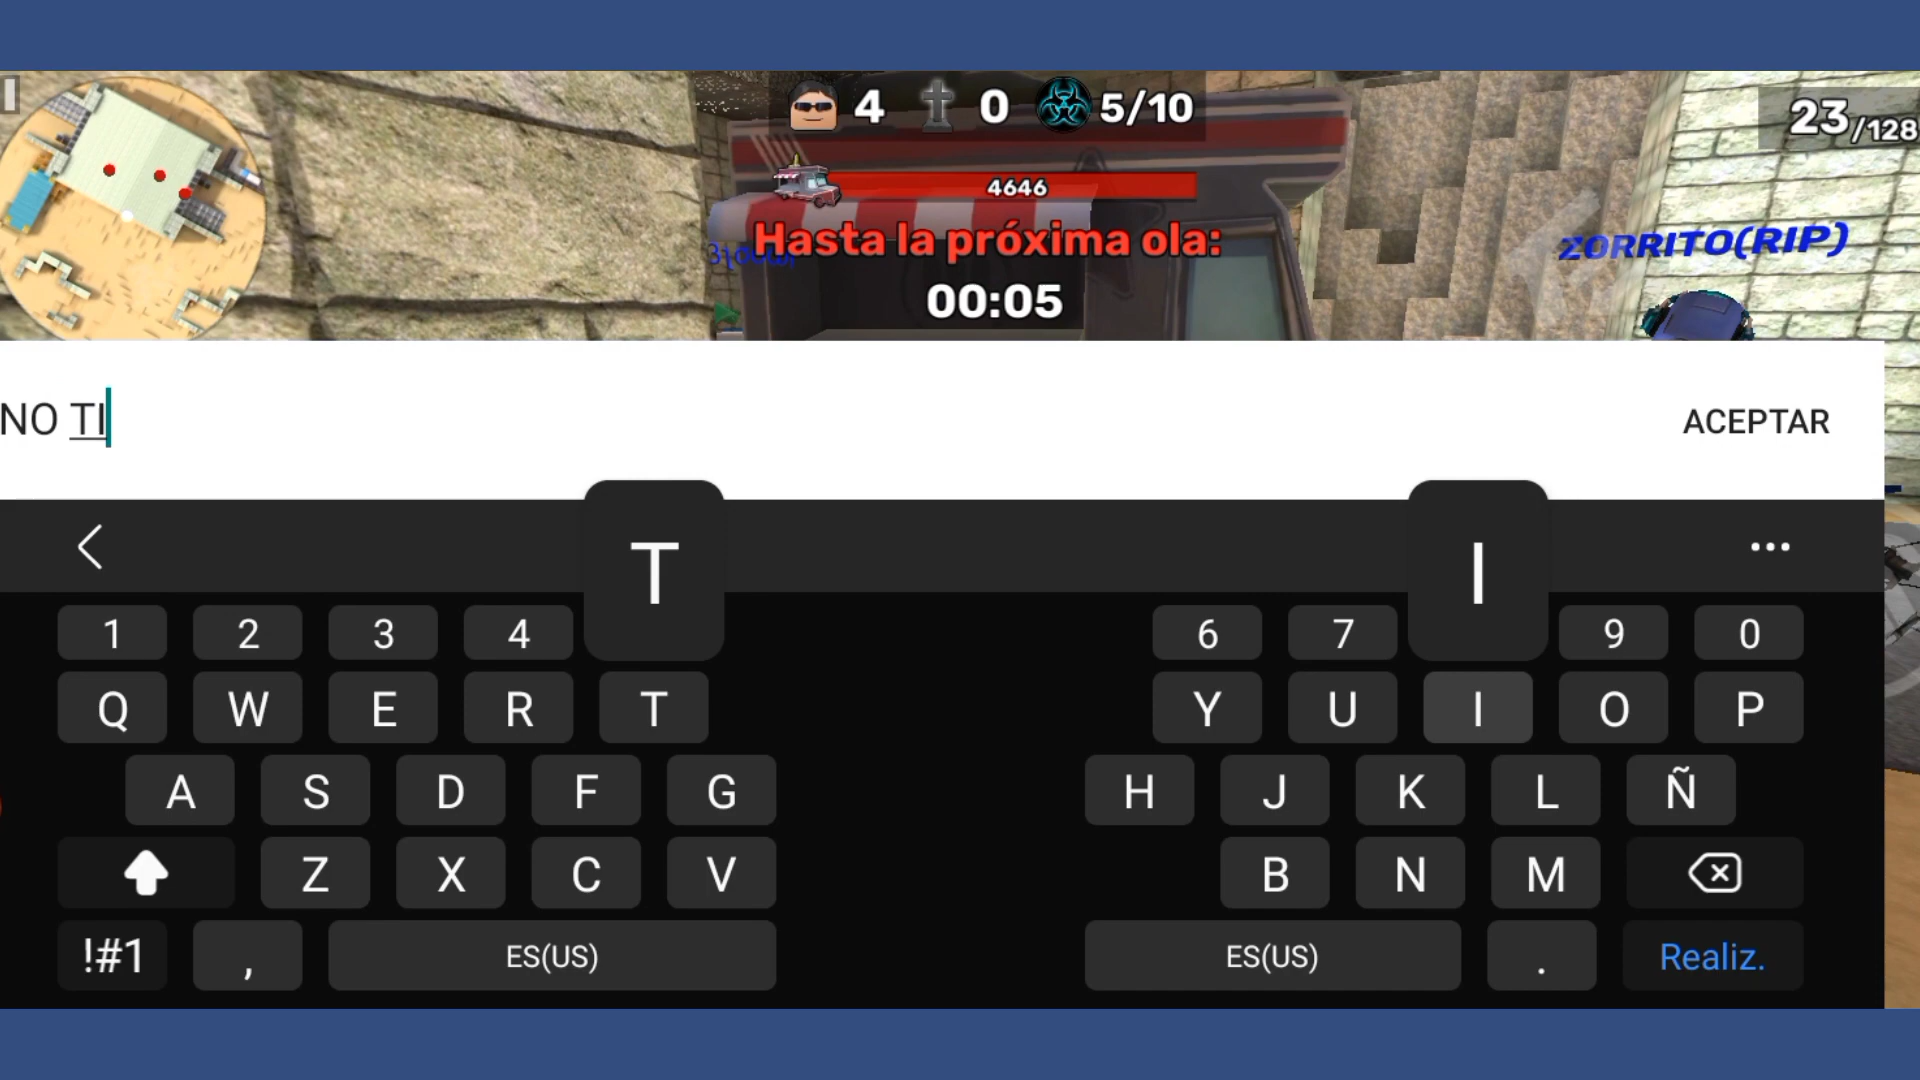 4 0 5/10
23/128
4646
Hasta la próxima ola:
ZORRITO(RIP)
00:05
NO TI
ACEPTAR
T I
1 2 3 4 6 7 9 0
Q W E R T Y U I O P
A S D F G H J K L Ñ
Z X C V B N M
!#1 , ES(US) ES(US) . Realiz.